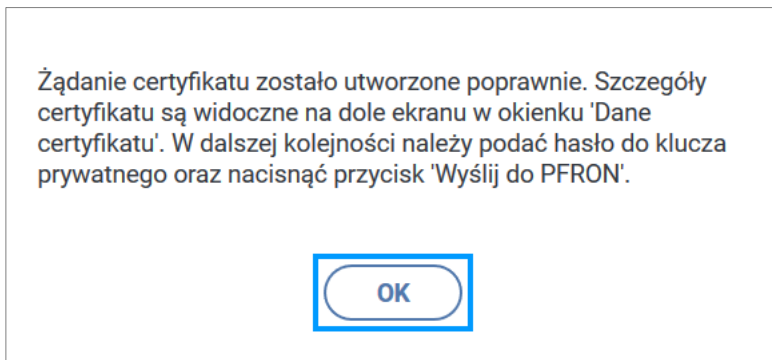 Żądanie certyfikatu zostało utworzone poprawnie. Szczegóły
certyfikatu są widoczne na dole ekranu w okienku 'Dane
certyfikatu'. W dalszej kolejności należy podać hasło do klucza
prywatnego oraz nacisnąć przycisk 'Wyślij do PFRON'.
OK